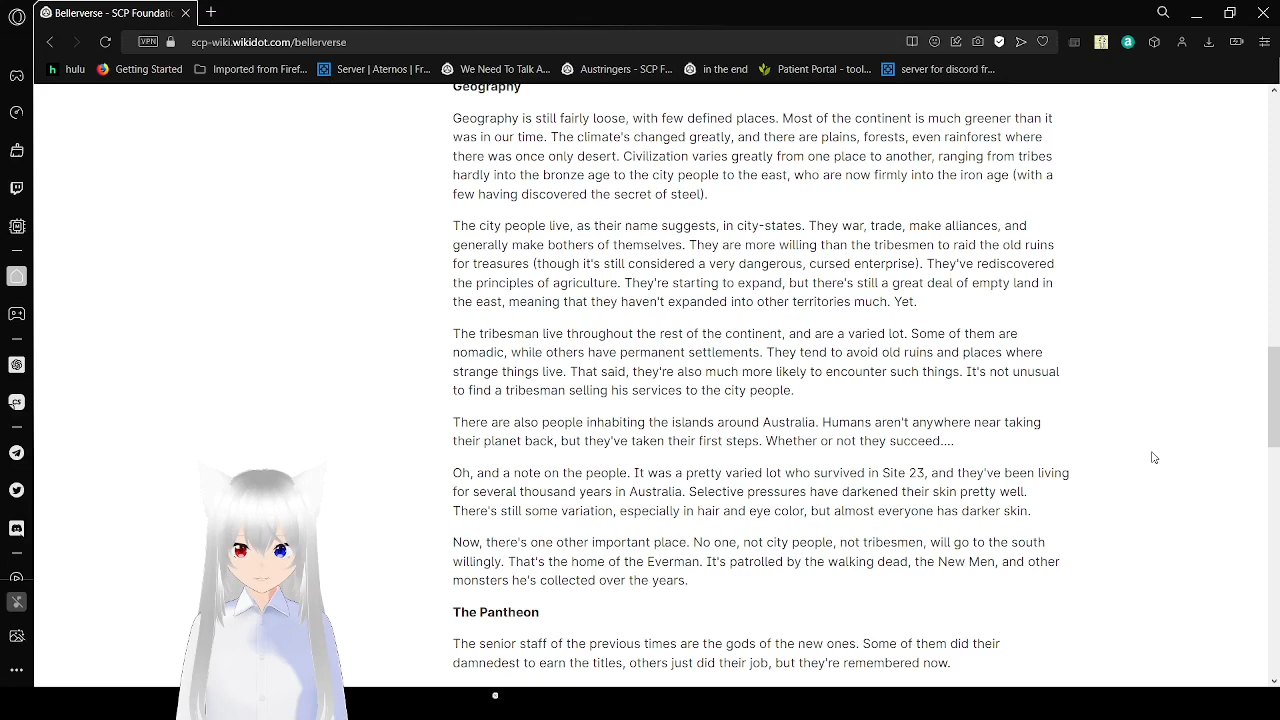 Bellerverse - SCP Foundatio
VPN
scp-wiki.wikidot.com/bellerverse
hulu
Getting Started
Imported from Firef...
Server | Aternos | Fr...
We Need To Talk A...
Austringers - SCP F...
in the end
Patient Portal - tool...
server for discord fr...
Geography
Geography is still fairly loose, with few defined places. Most of the continent is much greener than it
was in our time. The climate's changed greatly, and there are plains, forests, even rainforest where
there was once only desert. Civilization varies greatly from one place to another, ranging from tribes
hardly into the bronze age to the city people to the east, who are now firmly into the iron age (with a
few having discovered the secret of steel).
The city people live, as their name suggests, in city-states. They war, trade, make alliances, and
generally make bothers of themselves. They are more willing than the tribesmen to raid the old ruins
for treasures (though it's still considered a very dangerous, cursed enterprise). They've rediscovered
the principles of agriculture. They're starting to expand, but there's still a great deal of empty land in
the east, meaning that they haven't expanded into other territories much. Yet.
The tribesman live throughout the rest of the continent, and are a varied lot. Some of them are
nomadic, while others have permanent settlements. They tend to avoid old ruins and places where
strange things live. That said, they're also much more likely to encounter such things. It's not unusual
to find a tribesman selling his services to the city people.
There are also people inhabiting the islands around Australia. Humans aren't anywhere near taking
their planet back, but they've taken their first steps. Whether or not they succeed....
Oh, and a note on the people. It was a pretty varied lot who survived in Site 23, and they've been living
for several thousand years in Australia. Selective pressures have darkened their skin pretty well.
There's still some variation, especially in hair and eye color, but almost everyone has darker skin.
Now, there's one other important place. No one, not city people, not tribesmen, will go to the south
willingly. That's the home of the Everman. It's patrolled by the walking dead, the New Men, and other
monsters he's collected over the years.
The Pantheon
The senior staff of the previous times are the gods of the new ones. Some of them did their
damnedest to earn the titles, others just did their job, but they're remembered now.